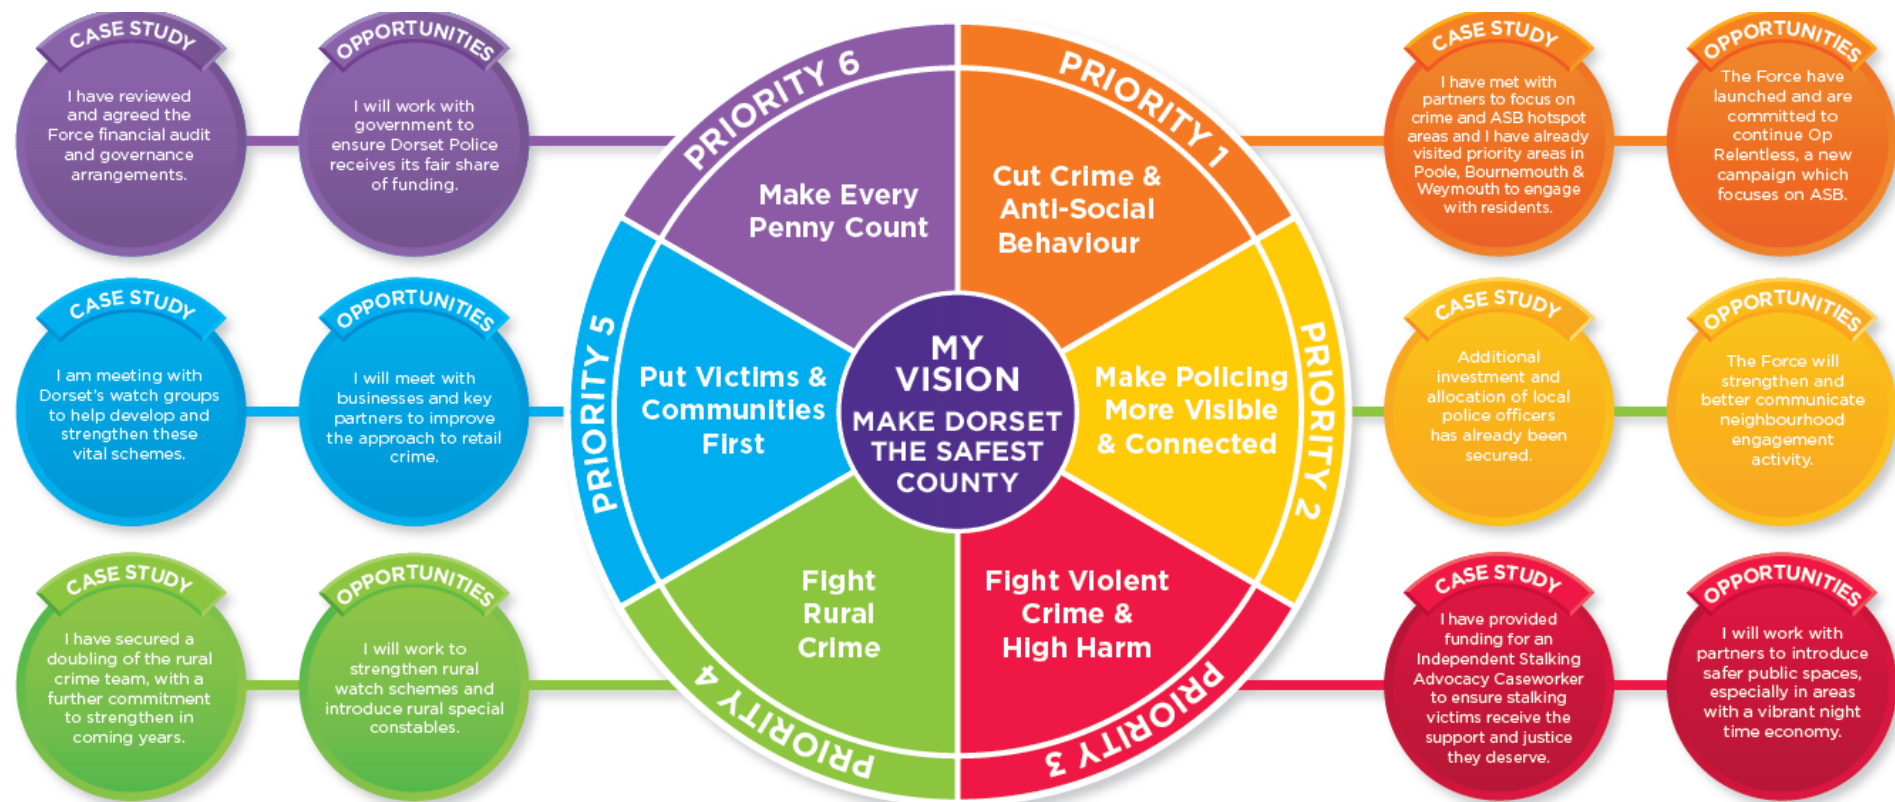 CASE STUDY
I have reviewed
and agreed the
Force financial audit
and governance
arrangements.
OPPORTUNITIES
I will work with
government to
ensure Dorset Police
receives its fair share
of funding.
CASE STUDY
I am meeting with
Dorset's watch groups
to help develop and
strengthen these
vital schemes.
OPPORTUNITIES
I will meet with
businesses and key
partners to improve
the approach to retail
crime.
CASE STUDY
I have secured a
doubling of the rural
crime team, with a
further commitment
to strengthen in
coming years.
OPPORTUNITIES
I will work to
strengthen rural
watch schemes and
introduce rural special
constables.
PRIORITY 6
Make Every
Penny Count
PRIORITY 1
Cut Crime &
Anti-Social
Behaviour
PRIORITY 5
Put Victims &
Communities
First
MY
VISION
MAKE DORSET
THE SAFEST
COUNTY
PRIORITY 2
Make Policing
More Visible
& Connected
PRIORITY 4
Fight
Rural
Crime
PRIORITY 3
Fight Violent
Crime &
High Harm
CASE STUDY
I have met with
partners to focus on
crime and ASB hotspot
areas and I have already
visited priority areas in
Poole, Bournemouth &
Weymouth to engage
with residents.
OPPORTUNITIES
The Force have
launched and are
committed to
continue Op
Relentless, a new
campaign which
focuses on ASB.
CASE STUDY
Additional
investment and
allocation of local
police officers
has already been
secured.
OPPORTUNITIES
The Force will
strengthen and
better communicate
neighbourhood
engagement
activity.
CASE STUDY
I have provided
funding for an
Independent Stalking
Advocacy Caseworker
to ensure stalking
victims receive the
support and justice
they deserve.
OPPORTUNITIES
I will work with
partners to introduce
safer public spaces,
especially in areas
with a vibrant night
time economy.